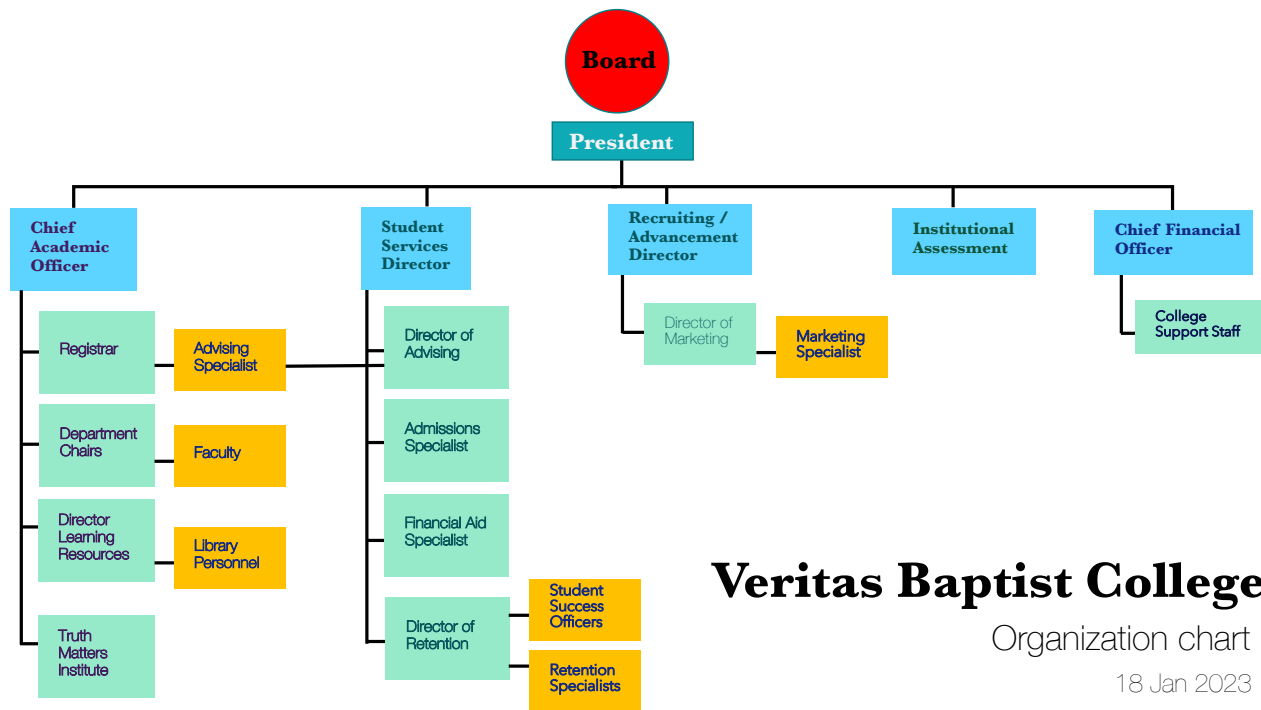 Board
President
Chief
Academic
Officer
Student
Services
Director
Recruiting /
Advancement
Director
Institutional
Assessment
Chief Financial
Officer
Registrar
Advising
Specialist
Department
Chairs
Faculty
Director
Learning
Resources
Library
Personnel
Truth
Matters
Institute
Director of
Advising
Admissions
Specialist
Financial Aid
Specialist
Director of
Retention
Student
Success
Officers
Retention
Specialists
Director of
Marketing
Marketing
Specialist
College
Support Staff
Veritas Baptist College
Organization chart
18 Jan 2023